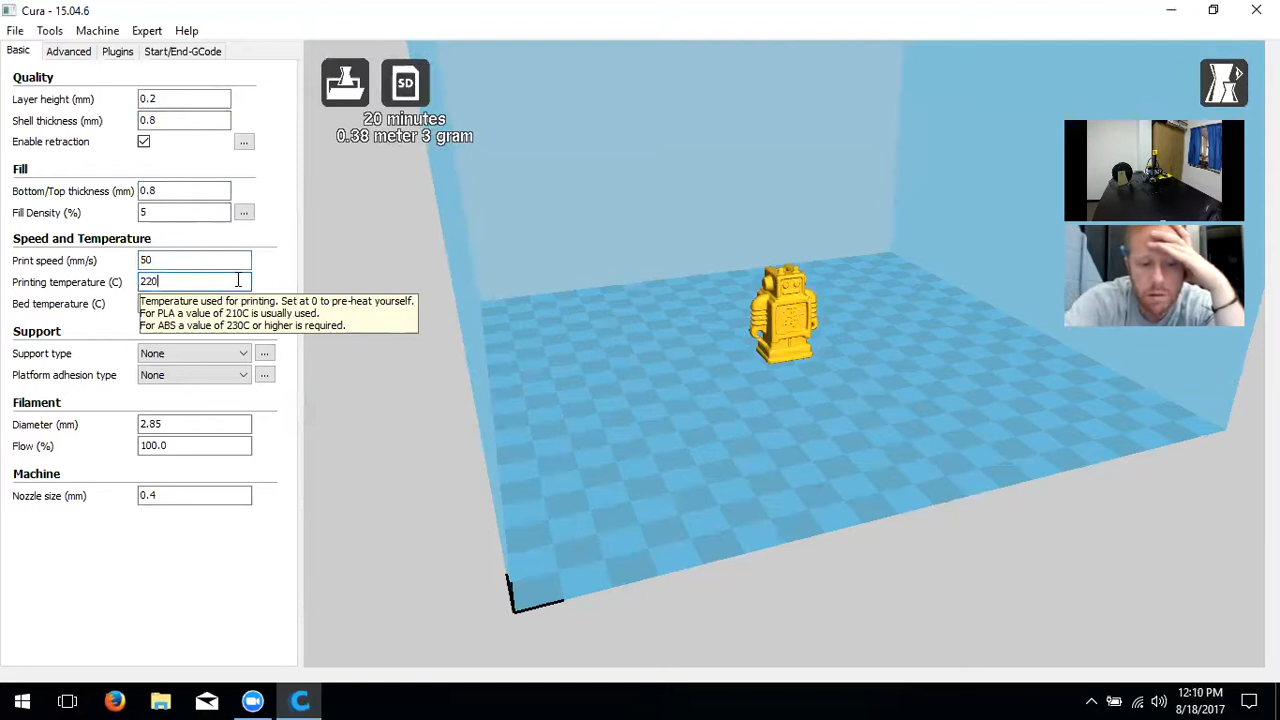 Cura - 15.04.6
File Tools Machine Expert Help
Basic Advanced Plugins Start/End-GCode
Quality
Layer height (mm) 0.2
Shell thickness (mm) 0.8
Enable retraction ...
Fill
Bottom/Top thickness (mm) 0.8
Fill Density (%) 5 ...
Speed and Temperature
Print speed (mm/s) 50
Printing temperature (C) 220
Bed temperature (C)
Temperature used for printing. Set at 0 to pre-heat yourself.
For PLA a value of 210C is usually used.
For ABS a value of 230C or higher is required.
Support
Support type None ...
Platform adhesion type None ...
Filament
Diameter (mm) 2.85
Flow (%) 100.0
Machine
Nozzle size (mm) 0.4
SD
20 minutes
0.38 meter 3 gram
12:10 PM
8/18/2017